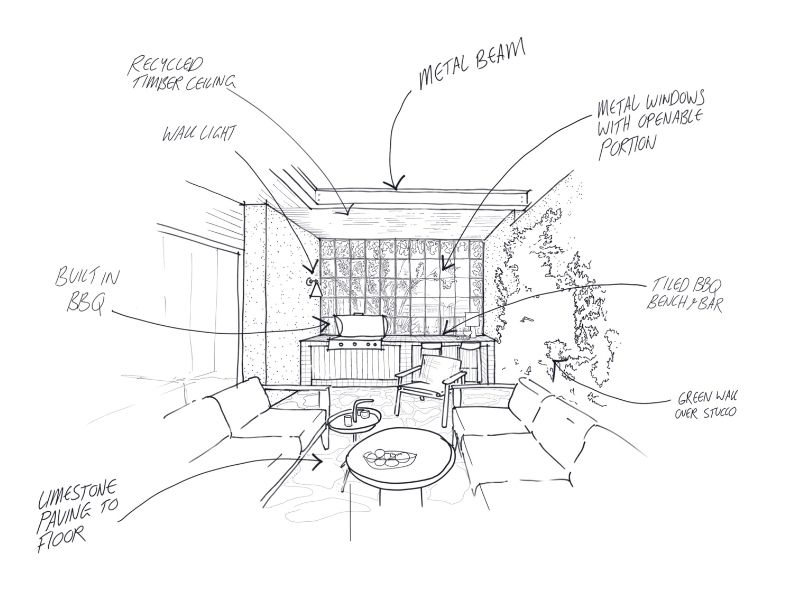 RECYCLED
TIMBER CEILING
METAL BEAM
WALL LIGHT
METAL WINDOWS
WITH OPENABLE
PORTION
BUILT IN
BBQ
TILED BBQ
BENCH & BAR
GREEN WALL
OVER STUCCO
LIMESTONE
PAVING TO
FLOOR